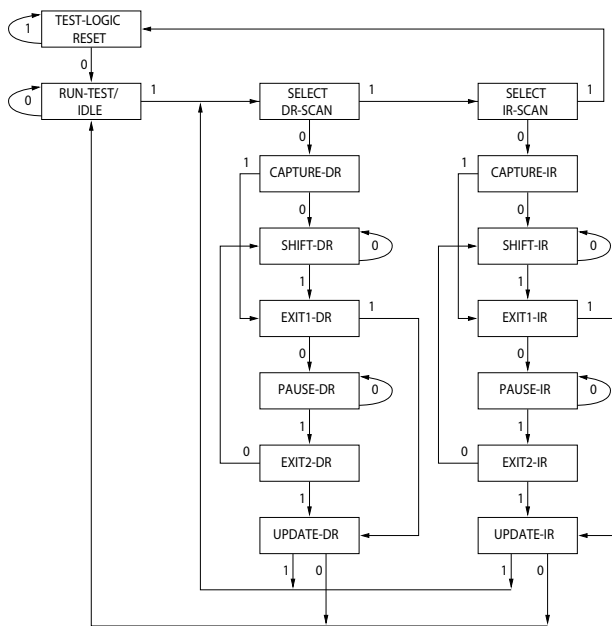 TEST-LOGIC
RESET
1
0
RUN-TEST/
IDLE
0
1
SELECT
DR-SCAN
1
SELECT
IR-SCAN
1
0
0
CAPTURE-DR
1
CAPTURE-IR
1
0
0
SHIFT-DR
0
SHIFT-IR
0
1
1
EXIT1-DR
1
EXIT1-IR
1
0
0
PAUSE-DR
0
PAUSE-IR
0
1
1
EXIT2-DR
0
EXIT2-IR
0
1
1
UPDATE-DR
UPDATE-IR
1
0
1
0